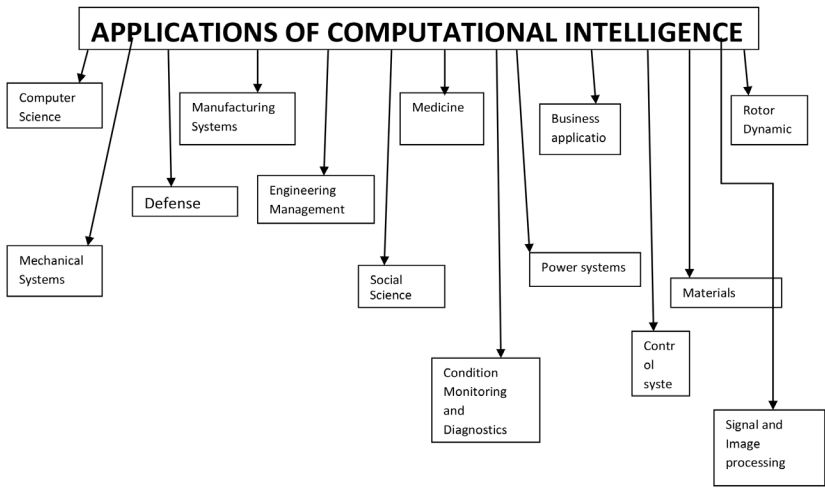 APPLICATIONS OF COMPUTATIONAL INTELLIGENCE
Computer
Science
Manufacturing
Systems
Medicine
Business
applicatio
Rotor
Dynamic
Defense
Engineering
Management
Mechanical
Systems
Social
Science
Power systems
Materials
Contr
ol
syste
Condition
Monitoring
and
Diagnostics
Signal and
Image
processing